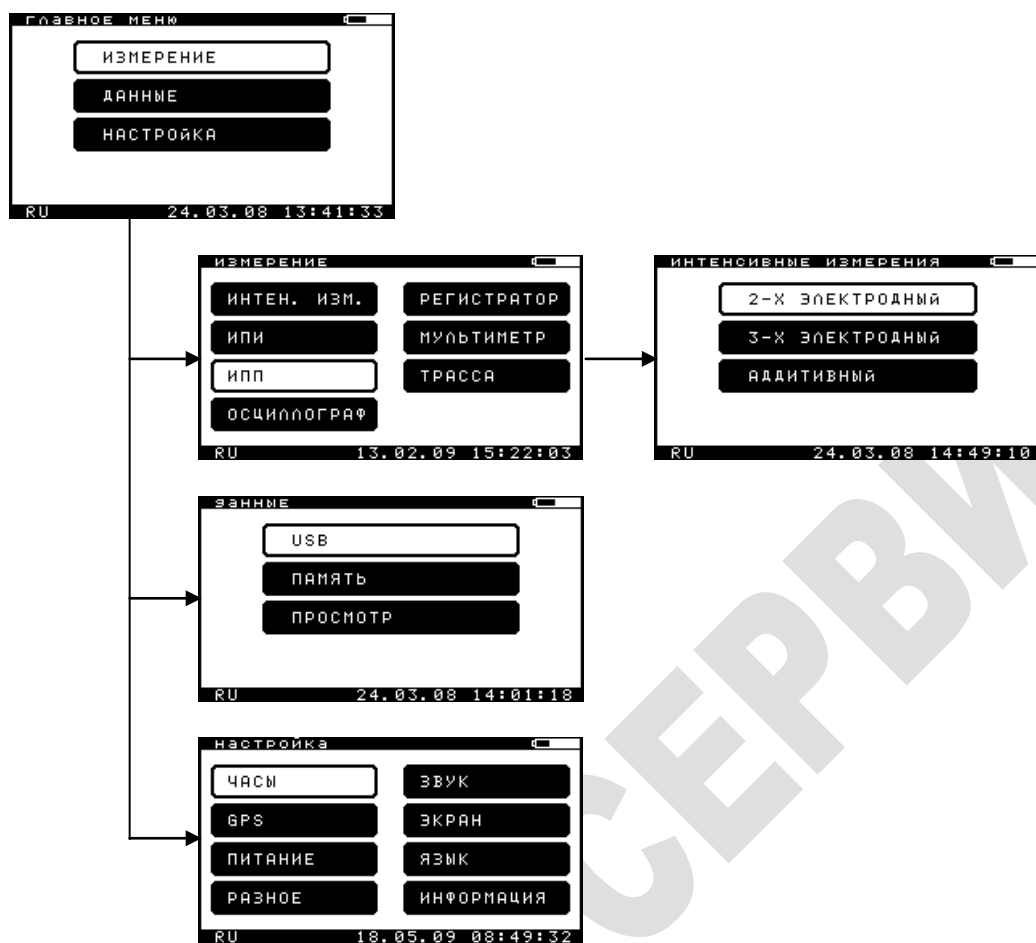 главное меню
ИЗМЕРЕНИЕ
ДАННЫЕ
НАСТРОЙКА
RU 24.03.08 13:41:33
измерение
ИНТЕН. ИЗМ.
РЕГИСТРАТОР
ИПИ
МУЛЬТИМЕТР
ИПП
ТРАССА
ОСЦИЛЛОГРАФ
RU 13.02.09 15:22:03
интенсивные измерения
2-Х ЭЛЕКТРОДНЫЙ
3-Х ЭЛЕКТРОДНЫЙ
АДДИТИВНЫЙ
RU 24.03.08 14:49:10
данные
USB
ПАМЯТЬ
ПРОСМОТР
RU 24.03.08 14:01:18
настройка
ЧАСЫ
ЗВУК
GPS
ЭКРАН
ПИТАНИЕ
ЯЗЫК
РАЗНОЕ
ИНФОРМАЦИЯ
RU 18.05.09 08:49:32
СЕРВИ